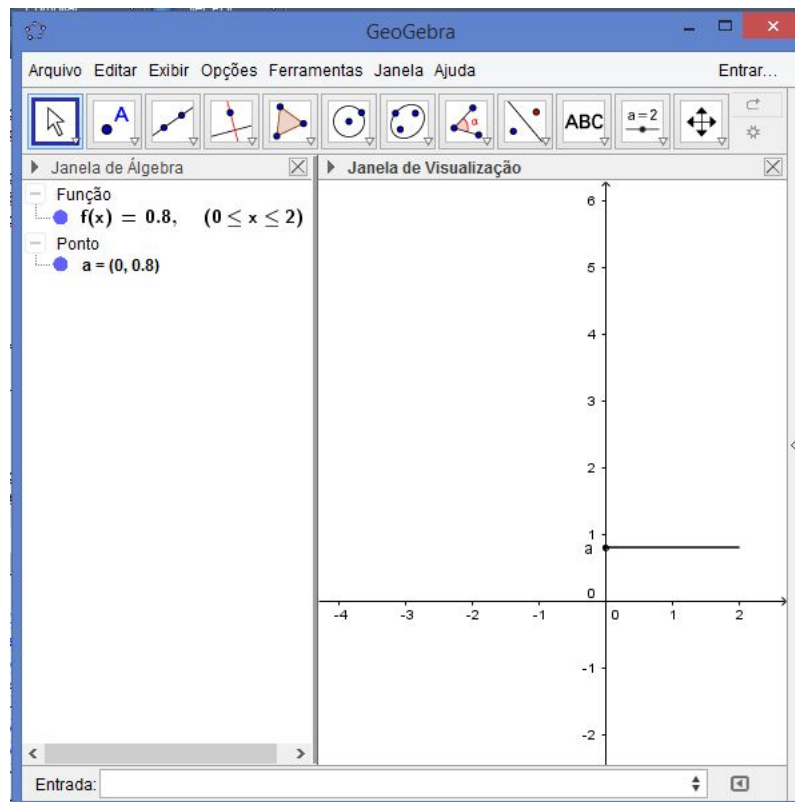 GeoGebra
Arquivo Editar Exibir Opções Ferramentas Janela Ajuda
Entrar...
A
α
ABC
a=2
Janela de Álgebra
Janela de Visualização
Função
f(x) = 0.8, (0 ≤ x ≤ 2)
Ponto
a = (0, 0.8)
6
5
4
3
2
1
a
0
-4 -3 -2 -1 0 1 2
-1
-2
Entrada: